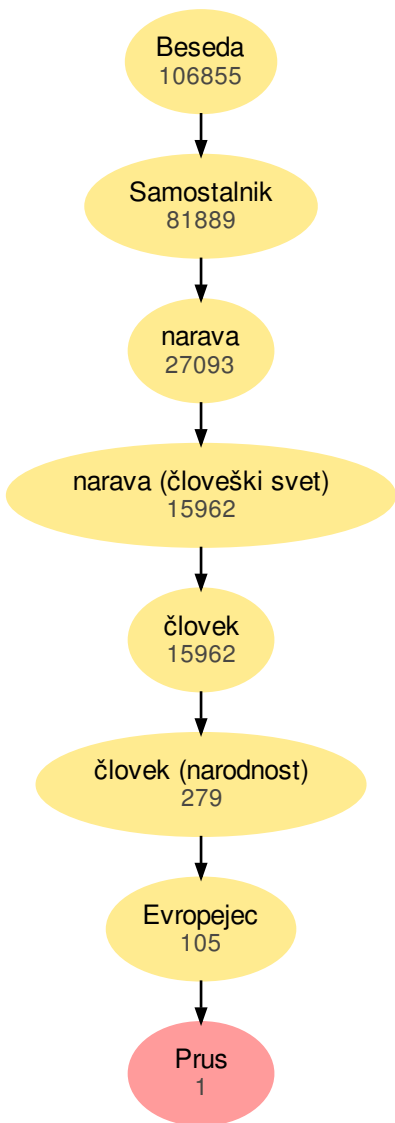 Beseda
106855
Samostalnik
81889
narava
27093
narava (človeški svet)
15962
človek
15962
človek (narodnost)
279
Evropejec
105
Prus
1